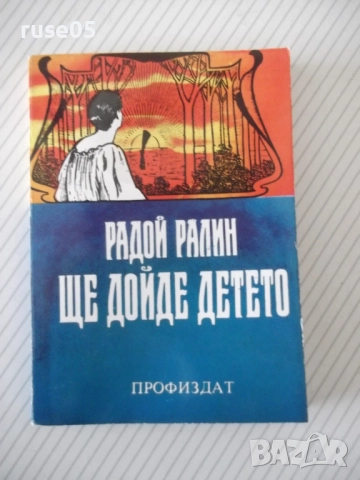 ruse05
РАДОЙ РАЛИН
ЩЕ ДОЙДЕ ДЕТЕТО
ПРОФИЗДАТ
BAZAR
bg